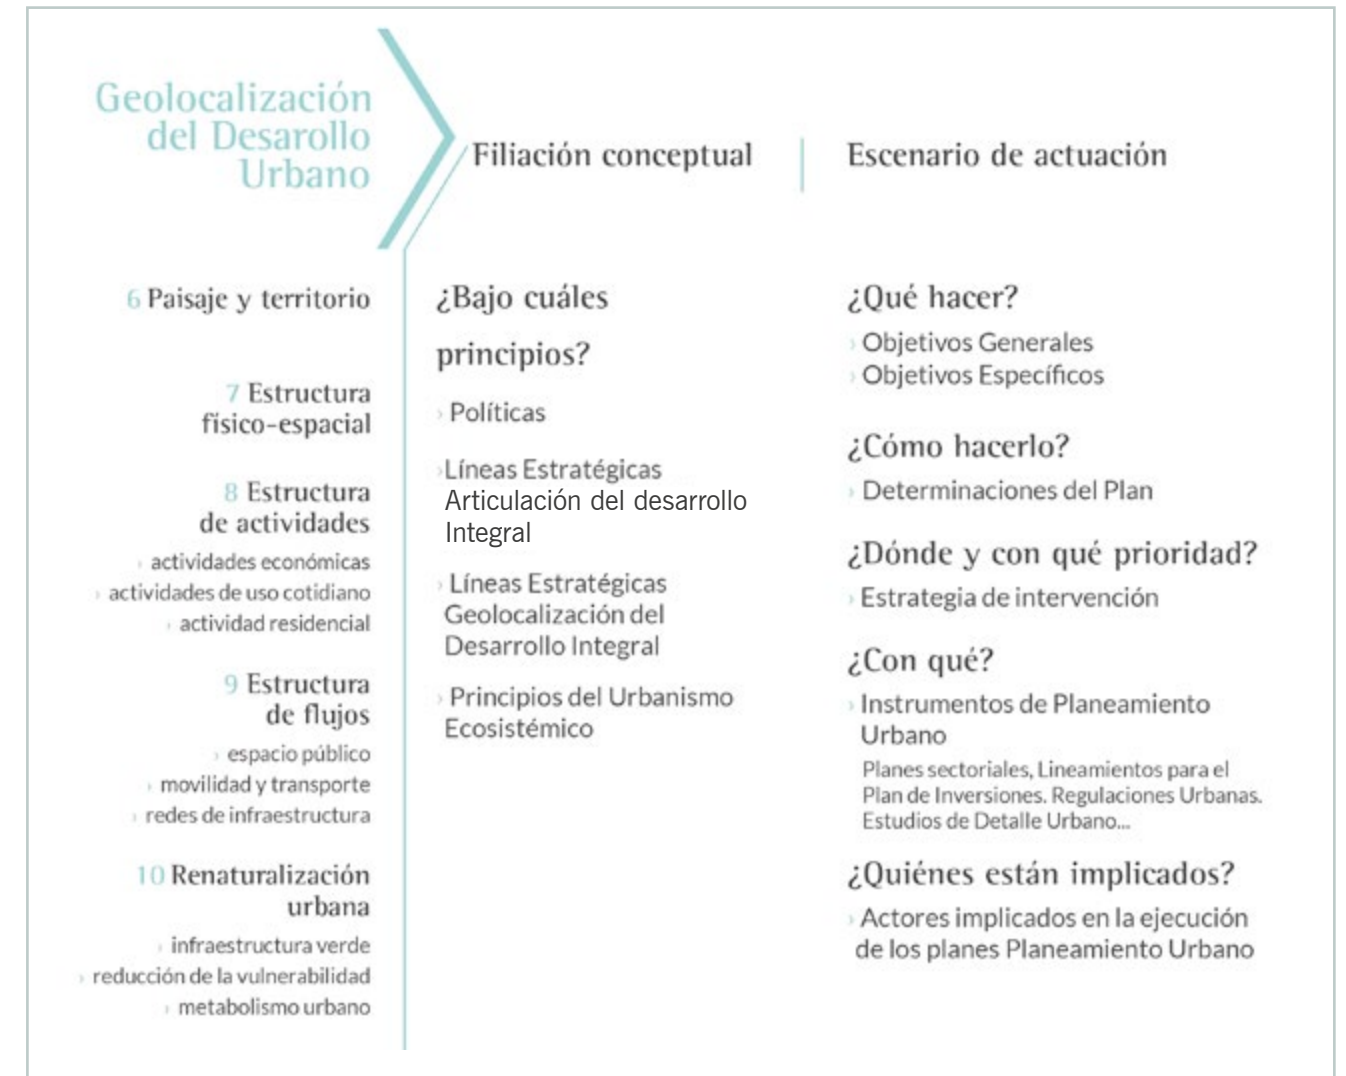 Geolocalización
del Desarollo
Urbano
Filiación conceptual
Escenario de actuación
6 Paisaje y territorio
7 Estructura
físico-espacial
8 Estructura
de actividades
› actividades económicas
› actividades de uso cotidiano
› actividad residencial
9 Estructura
de flujos
› espacio público
› movilidad y transporte
› redes de infraestructura
10 Renaturalización
urbana
› infraestructura verde
› reducción de la vulnerabilidad
› metabolismo urbano
¿Bajo cuáles
principios?
› Políticas
›Líneas Estratégicas
Articulación del desarrollo
Integral
› Líneas Estratégicas
Geolocalización del
Desarrollo Integral
› Principios del Urbanismo
Ecosistémico
¿Qué hacer?
› Objetivos Generales
› Objetivos Específicos
¿Cómo hacerlo?
› Determinaciones del Plan
¿Dónde y con qué prioridad?
› Estrategia de intervención
¿Con qué?
› Instrumentos de Planeamiento
Urbano
Planes sectoriales, Lineamientos para el
Plan de Inversiones. Regulaciones Urbanas.
Estudios de Detalle Urbano...
¿Quiénes están implicados?
› Actores implicados en la ejecución
de los planes Planeamiento Urbano